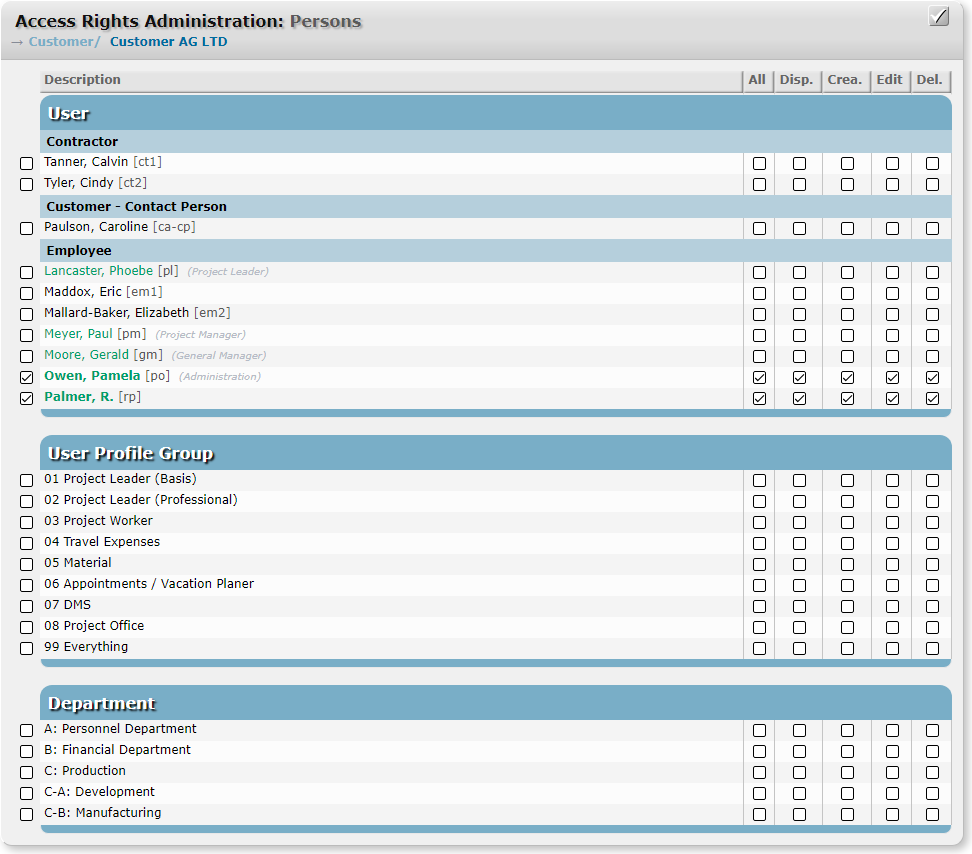 Access Rights Administration: Persons
→ Customer/ Customer AG LTD
Description All Disp. Crea. Edit Del.
User
Contractor
Tanner, Calvin [ct1]
Tyler, Cindy [ct2]
Customer - Contact Person
Paulson, Caroline [ca-cp]
Employee
Lancaster, Phoebe [pl] (Project Leader)
Maddox, Eric [em1]
Mallard-Baker, Elizabeth [em2]
Meyer, Paul [pm] (Project Manager)
Moore, Gerald [gm] (General Manager)
Owen, Pamela [po] (Administration)
Palmer, R. [rp]
User Profile Group
01 Project Leader (Basis)
02 Project Leader (Professional)
03 Project Worker
04 Travel Expenses
05 Material
06 Appointments / Vacation Planer
07 DMS
08 Project Office
99 Everything
Department
A: Personnel Department
B: Financial Department
C: Production
C-A: Development
C-B: Manufacturing